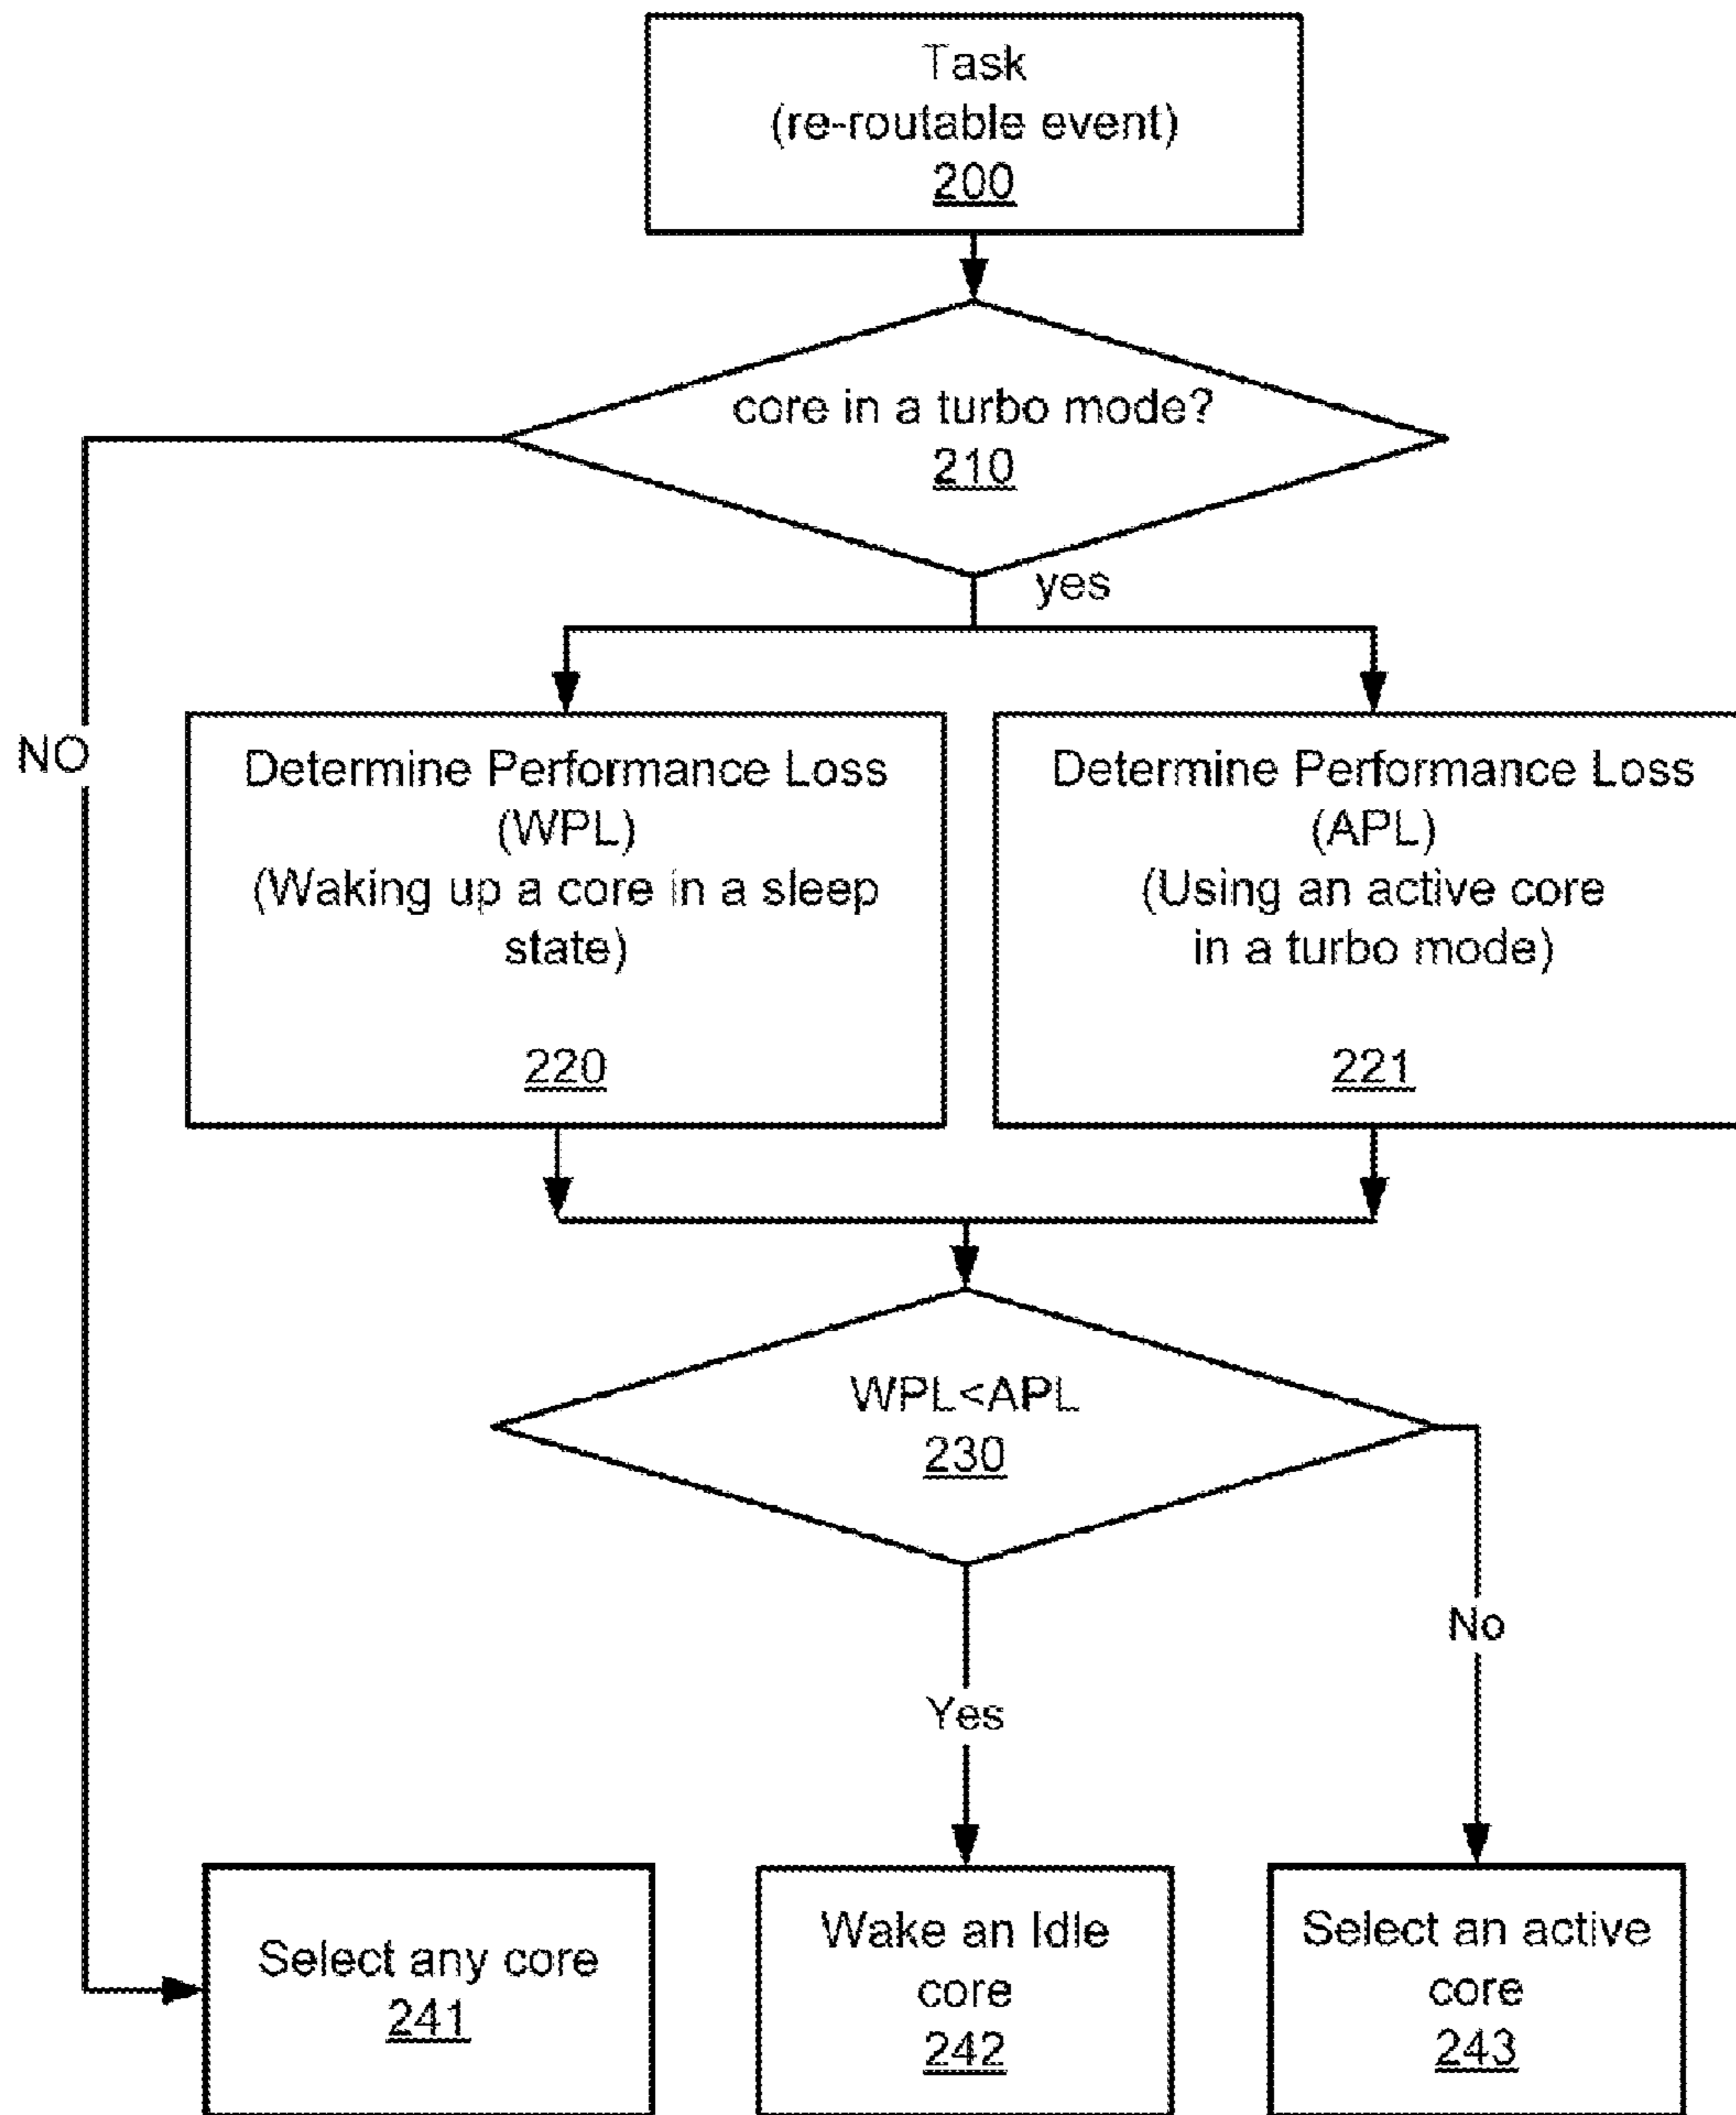 Task
(re-routable event)
200
core in a turbo mode?
210
yes
NO
Determine Performance Loss
(WPL)
(Waking up a core in a sleep
state)
220
Determine Performance Loss
(APL)
(Using an active core
in a turbo mode)
221
WPL<APL
230
Yes
No
Select any core
241
Wake an Idle
core
242
Select an active
core
243